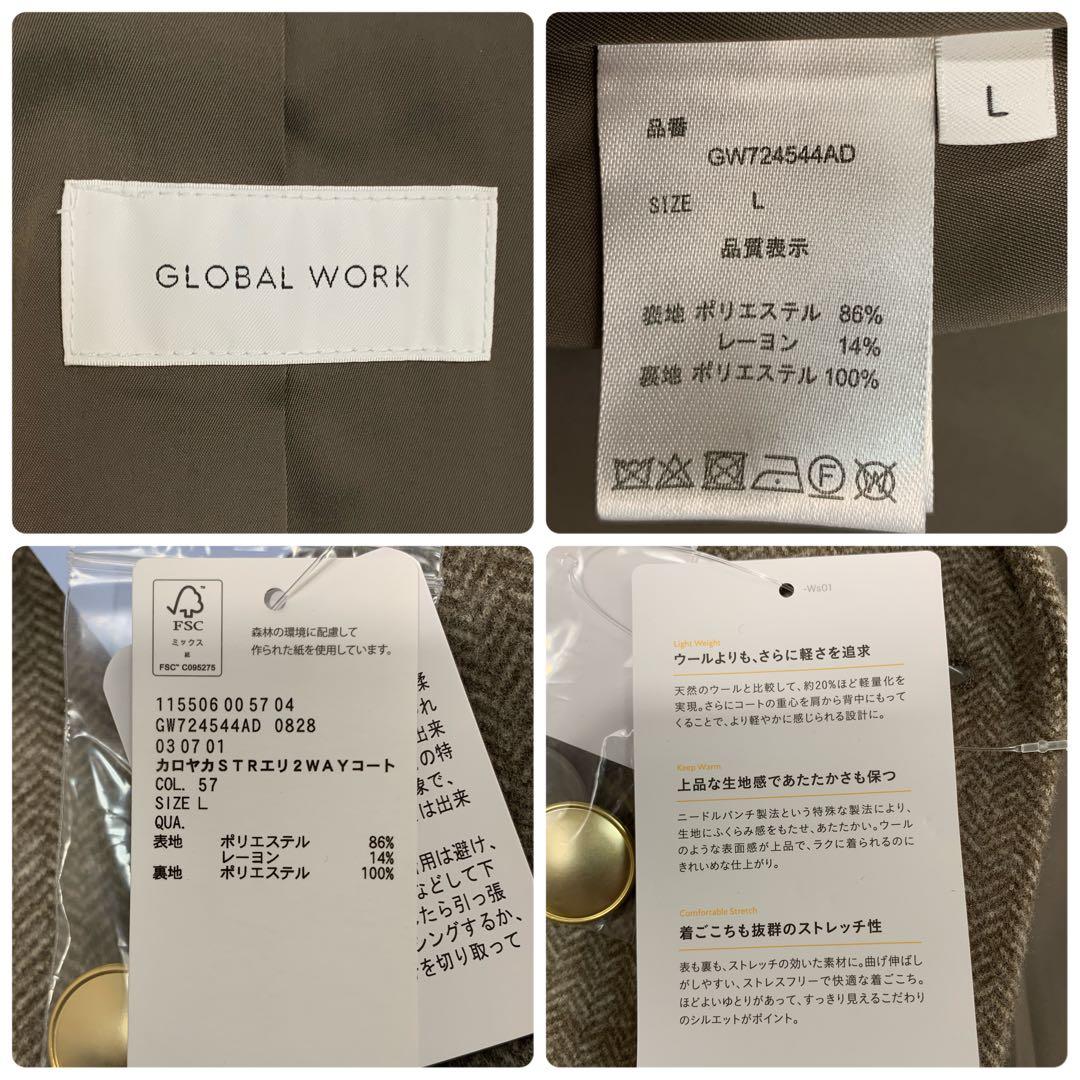 GLOBAL WORK
品番
GW724544AD
SIZE L
品質表示
表地 ポリエステル 86%
レーヨン 14%
裏地 ポリエステル 100%
F
W
L
FSC™
ミックス
紙
FSC™ C095275
森林の環境に配慮して
作られた紙を使用しています。
115506 00 57 04
GW724544AD 0828
03 07 01
カロヤカSTRエリ2WAYコート
COL. 57
SIZE L
QUA.
表地 ポリエステル 86%
レーヨン 14%
裏地 ポリエステル 100%
柔
れ
出来
の特
象で、
は出来
用は避け、
などして下
たら引っ張
シングするか、
を切り取って
-Ws01
Light Weight
ウールよりも、さらに軽さを追求
天然のウールと比較して、約20%ほど軽量化を
実現。さらにコートの重心を肩から背中にもって
くることで、より軽やかに感じられる設計に。
Keep Warm
上品な生地感であたたかさも保つ
ニードルパンチ製法という特殊な製法により、
生地にふくらみ感をもたせ、あたたかい。ウール
のような表面感が上品で、ラクに着られるのに
きれいめな仕上がり。
Comfortable Stretch
着ごこちも抜群のストレッチ性
表も裏も、ストレッチの効いた素材に。曲げ伸ばし
がしやすい、ストレスフリーで快適な着ごこち。
ほどよいゆとりがあって、すっきり見えるこだわり
のシルエットがポイント。